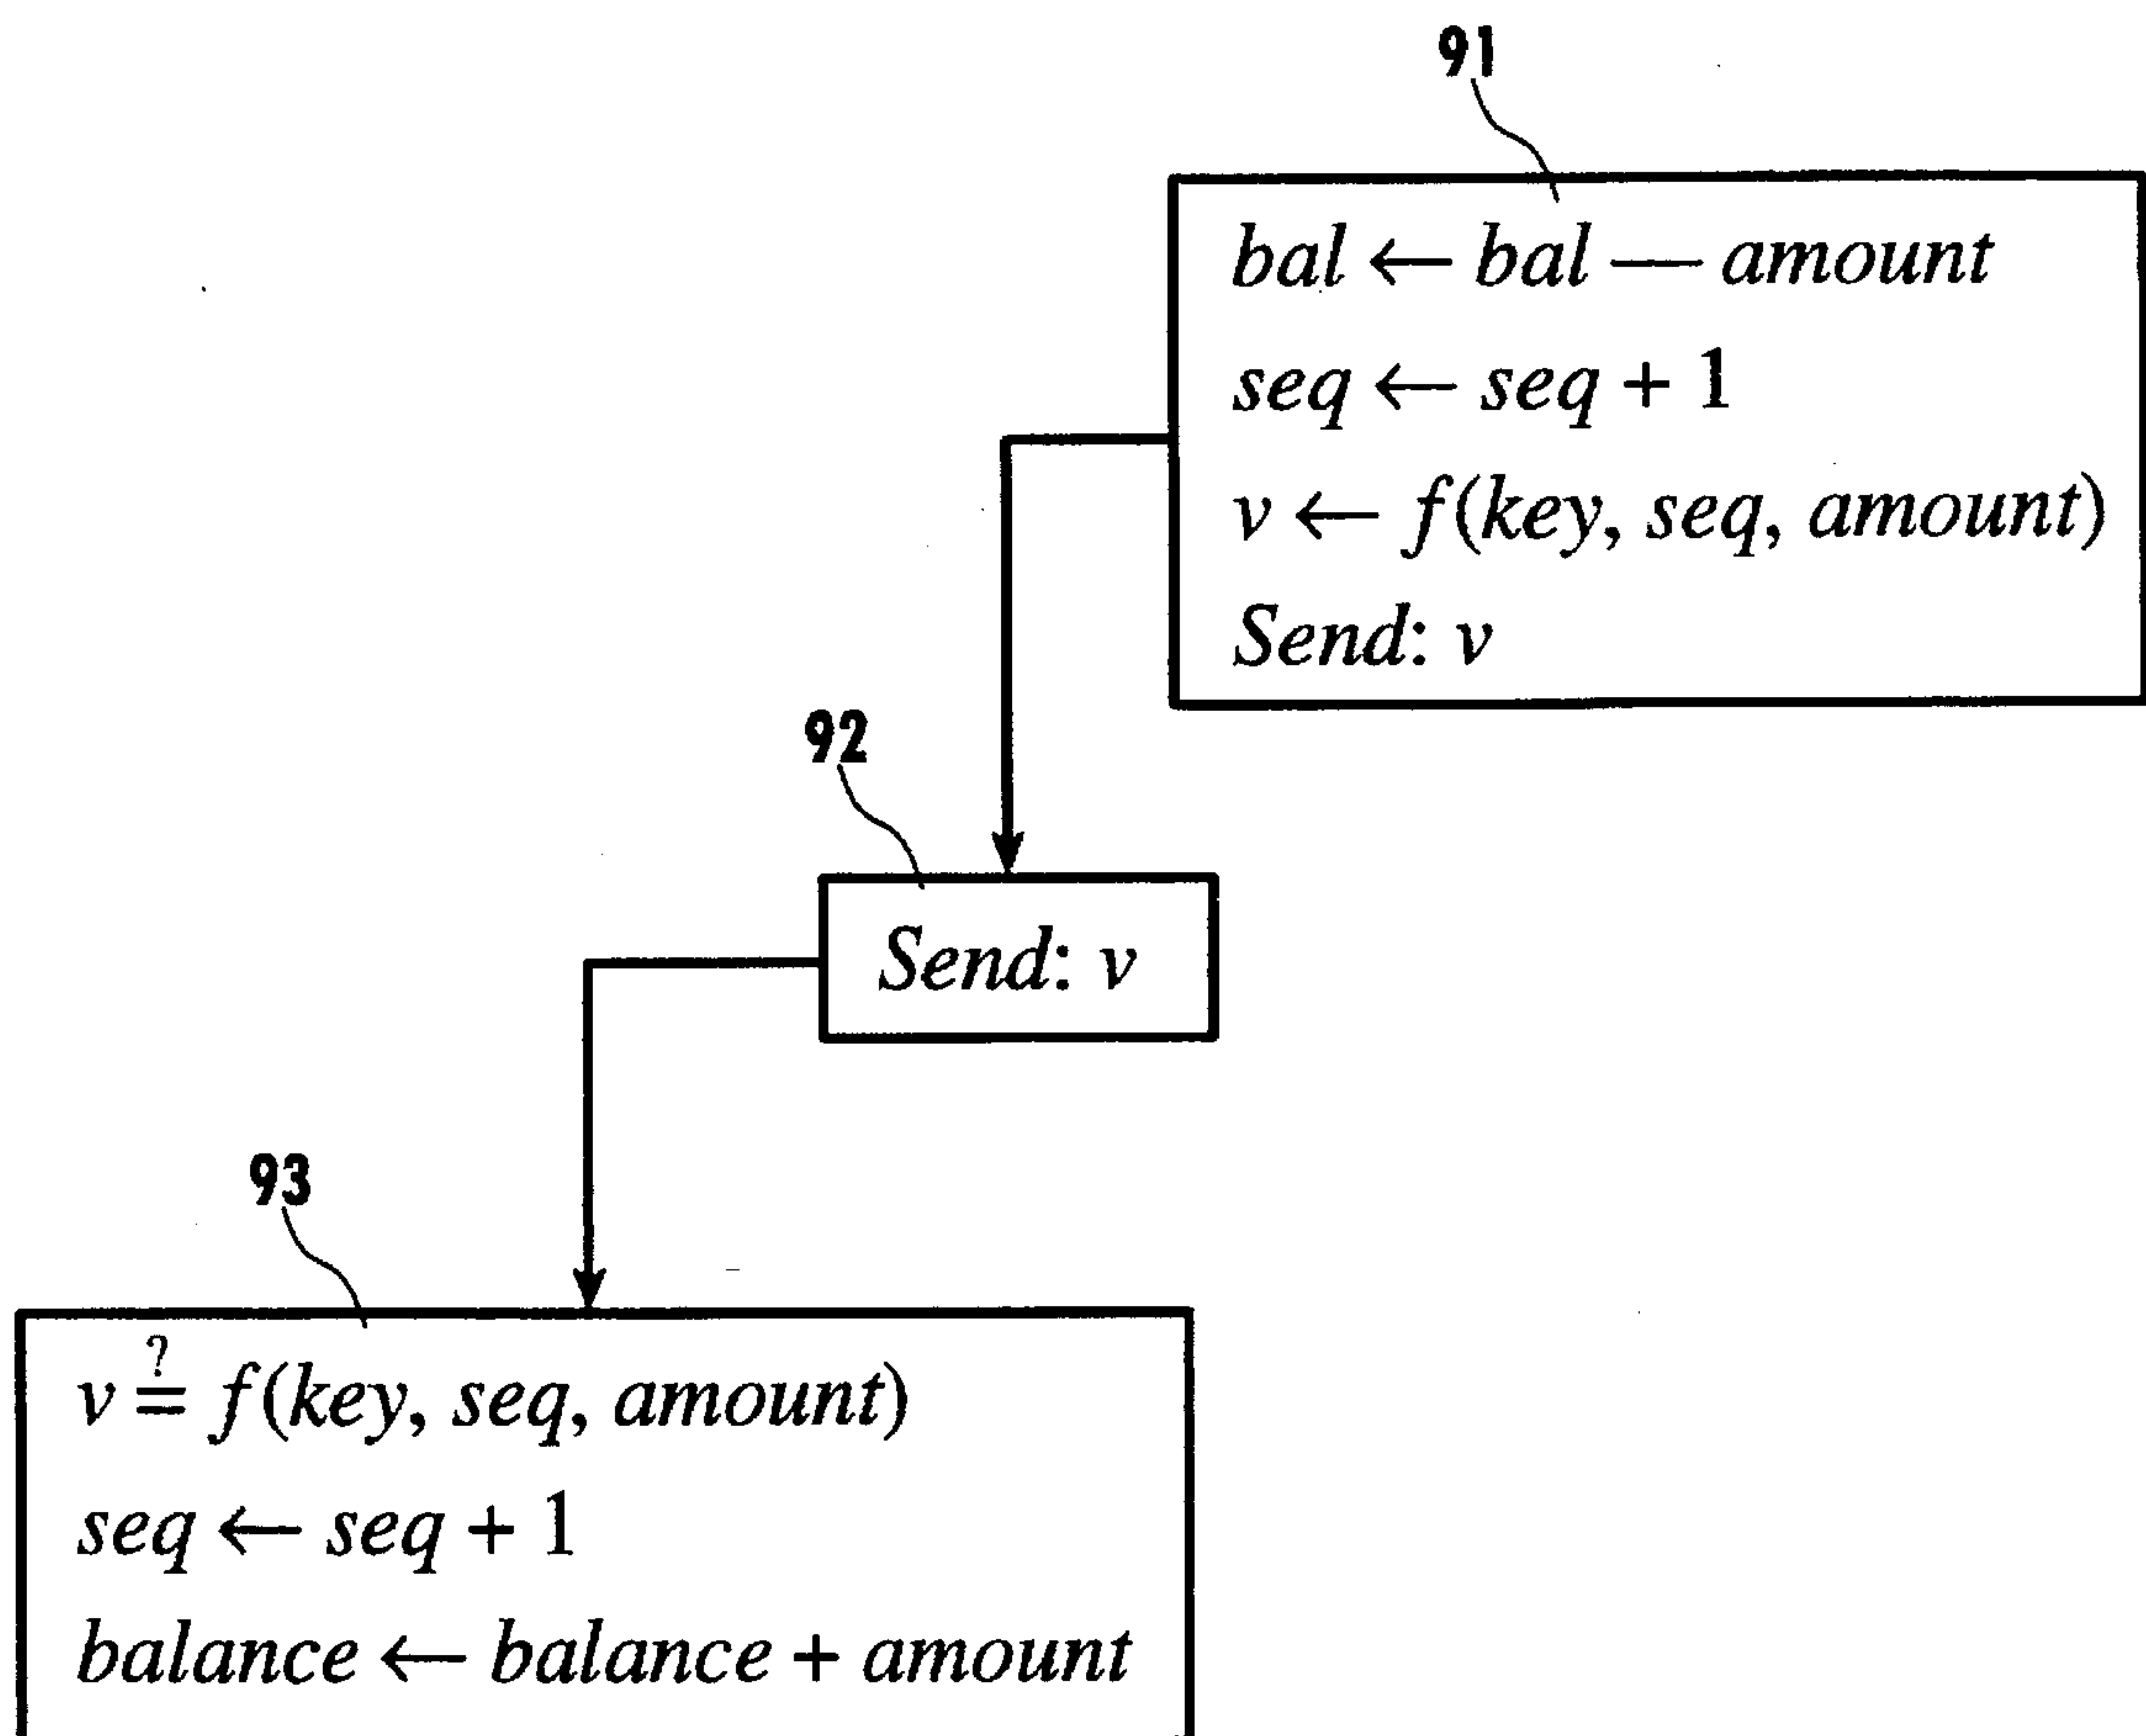 91
bal ← bal — amount
seq ← seq + 1
v ← f(key, seq, amount)
Send: v
92
Send: v
93
v ≟ f(key, seq, amount)
seq ← seq + 1
balance ← balance + amount